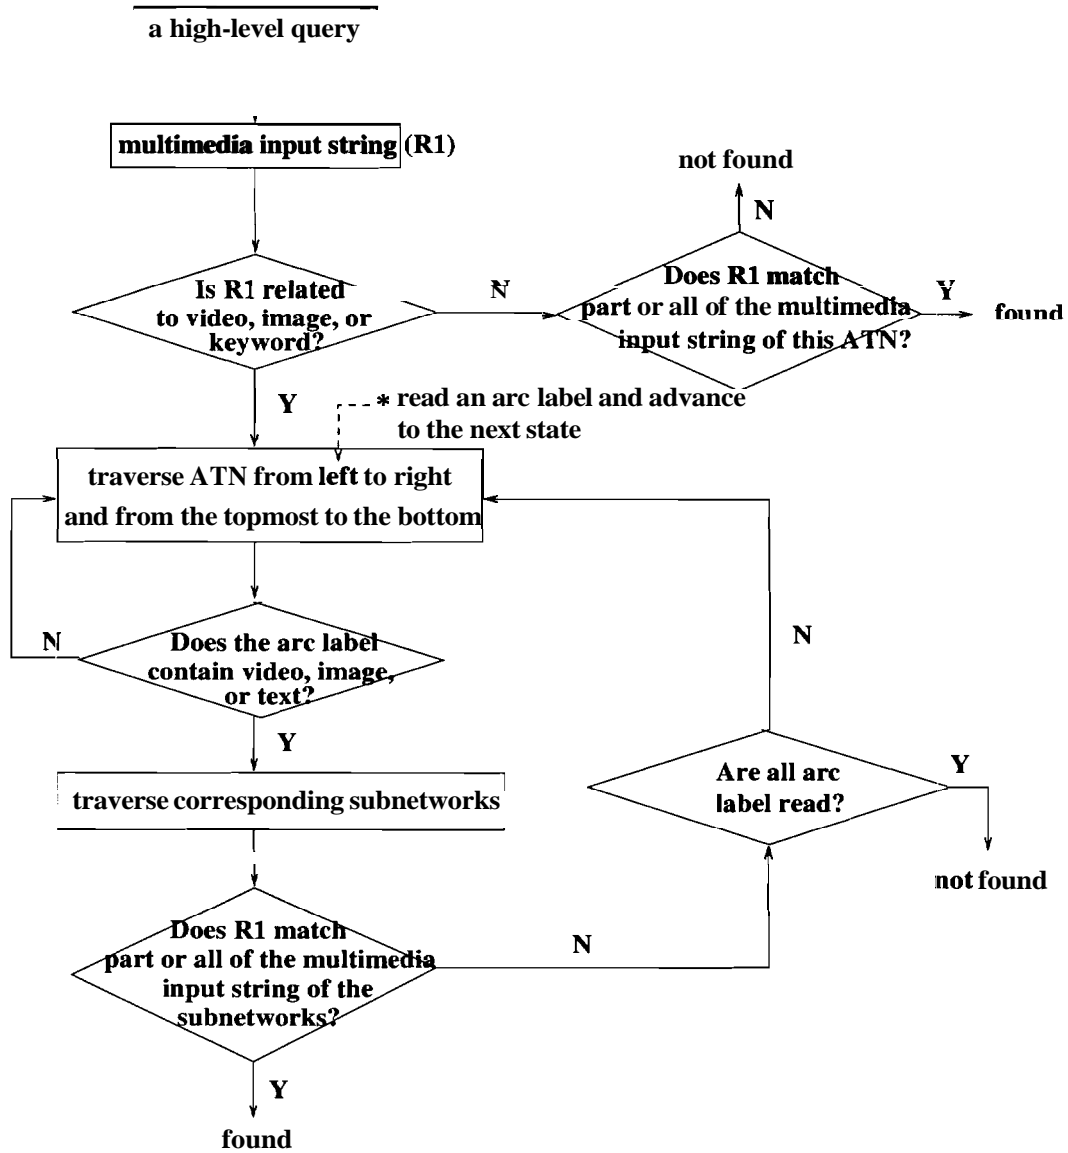 a high-level query
multimedia input string (R1)
not found
N
Is R1 related
to video, image, or
keyword?
N
Does R1 match
part or all of the multimedia
input string of this ATN?
Y
found
Y
* read an arc label and advance
to the next state
traverse ATN from left to right
and from the topmost to the bottom
N
Does the arc label
contain video, image,
or text?
N
Y
traverse corresponding subnetworks
Are all arc
label read?
Y
not found
Does R1 match
part or all of the multimedia
input string of the
subnetworks?
N
Y
found